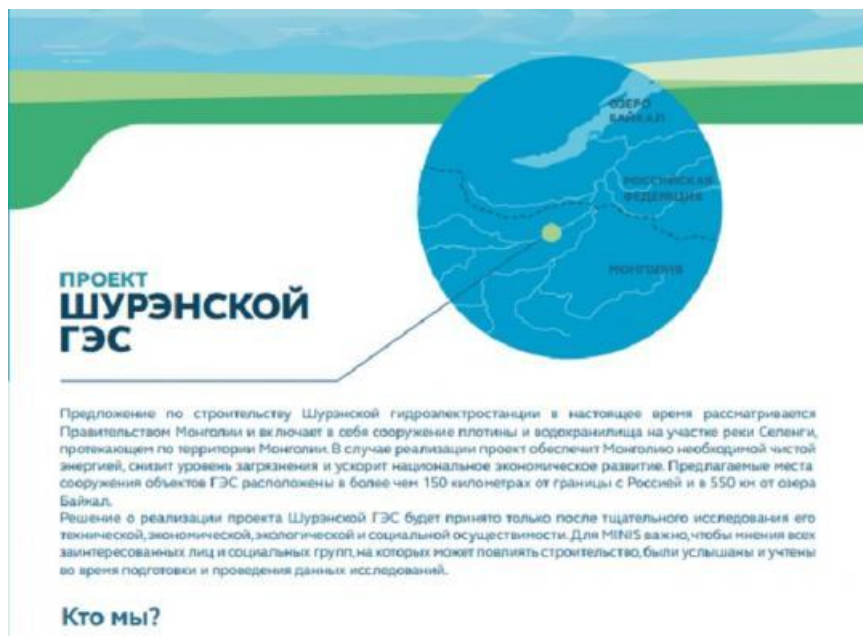 ОЗЕРО
БАЙКАЛ
РОССИЙСКАЯ
ФЕДЕРАЦИЯ
МОНГОЛИЯ
ПРОЕКТ
ШУРЭНСКОЙ
ГЭС
Предложение по строительству Шурэнской гидроэлектростанции в настоящее время рассматривается
Правительством Монголии и включает в себя сооружение плотины и водохранилища на участке реки Селенги,
протекающем по территории Монголии. В случае реализации проект обеспечит Монголию необходимой чистой
энергией, снизит уровень загрязнения и ускорит национальное экономическое развитие. Предлагаемые места
сооружения объектов ГЭС расположены в более чем 150 километрах от границы с Россией и в 550 км от озера
Байкал.
Решение о реализации проекта Шурэнской ГЭС будет принято только после тщательного исследования его
технической, экономической, экологической и социальной осуществимости. Для MINIS важно, чтобы мнения всех
заинтересованных лиц и социальных групп, на которых может повлиять строительство, были услышаны и учтены
во время подготовки и проведения данных исследований.
Кто мы?